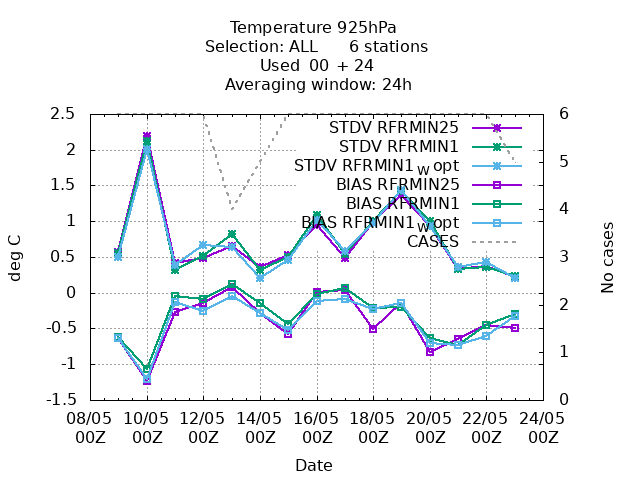 Temperature 925hPa
Selection: ALL 6 stations
Used 00 + 24
Averaging window: 24h
2.5
2
1.5
1
0.5
0
-0.5
-1
-1.5
deg C
6
5
4
3
2
1
0
No cases
STDV RFRMIN25
STDV RFRMIN1
STDV RFRMIN1w opt
BIAS RFRMIN25
BIAS RFRMIN1
BIAS RFRMIN1w opt
CASES
08/05 10/05 12/05 14/05 16/05 18/05 20/05 22/05 24/05
00Z 00Z 00Z 00Z 00Z 00Z 00Z 00Z 00Z
Date